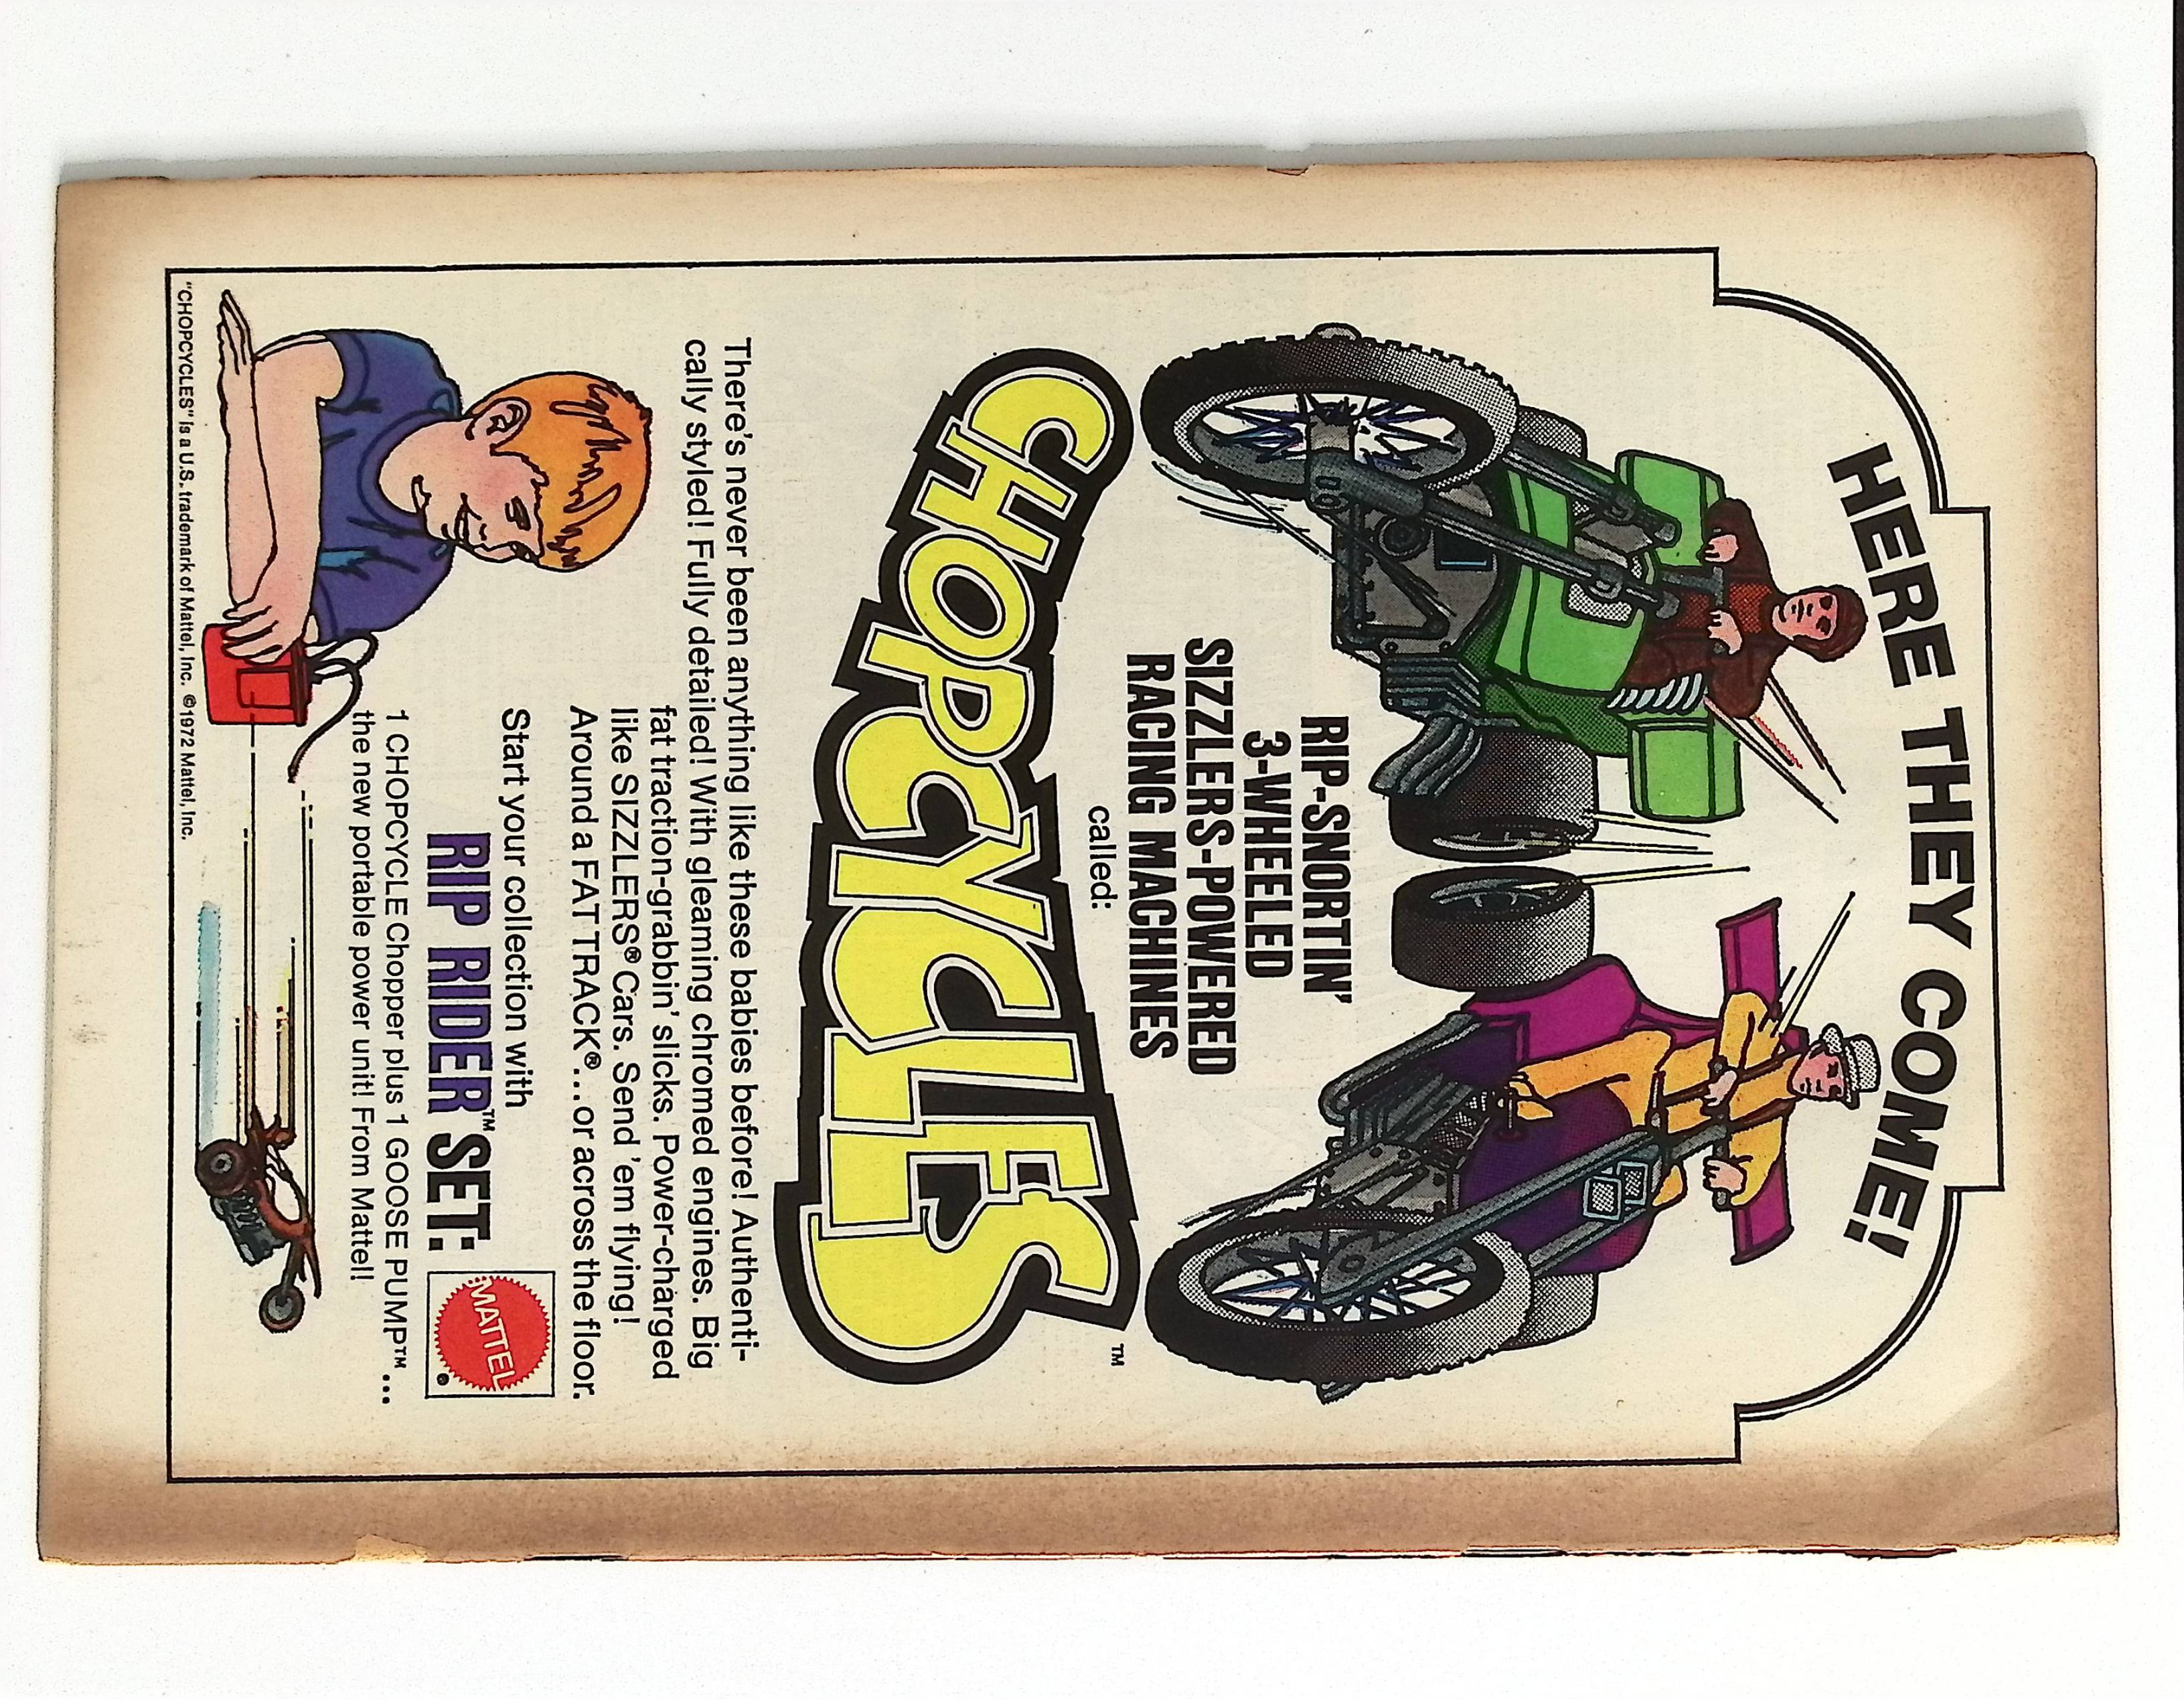 HERE THEY COME!
RIP-SNORTIN'
3-WHEELED
SIZZLERS-POWERED
RACING MACHINES
called:
CHOPCYCLES™
There's never been anything like these babies before! Authenti-
cally styled! Fully detailed! With gleaming chromed engines. Big
fat traction-grabbin' slicks. Power-charged
like SIZZLERS® Cars. Send 'em flying!
Around a FAT TRACK®...or across the floor.
Start your collection with
RIP RIDER™ SET:
1 CHOPCYCLE Chopper plus 1 GOOSE PUMP™...
the new portable power unit! From Mattel!
MATTEL
"CHOPCYCLES" is a U.S. trademark of Mattel, Inc. ©1972 Mattel, Inc.